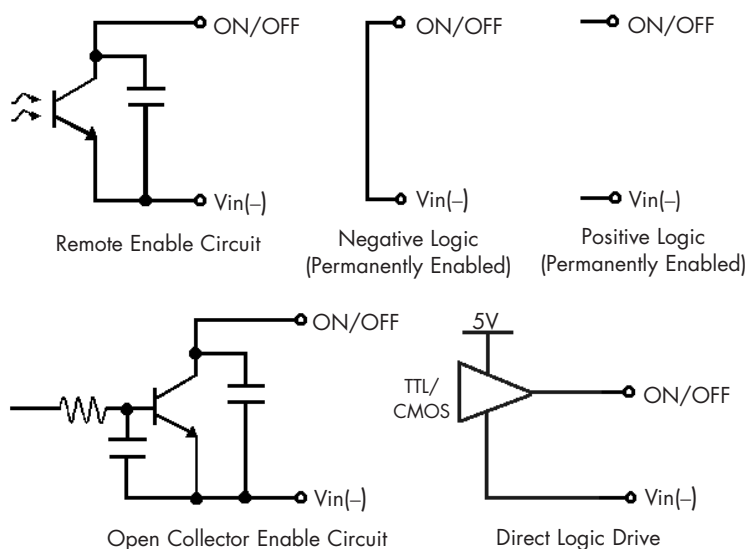 ON/OFF
Vin(–)
Remote Enable Circuit
ON/OFF
Vin(–)
Negative Logic
(Permanently Enabled)
ON/OFF
Vin(–)
Positive Logic
(Permanently Enabled)
ON/OFF
Vin(–)
Open Collector Enable Circuit
5V
TTL/
CMOS
ON/OFF
Vin(–)
Direct Logic Drive